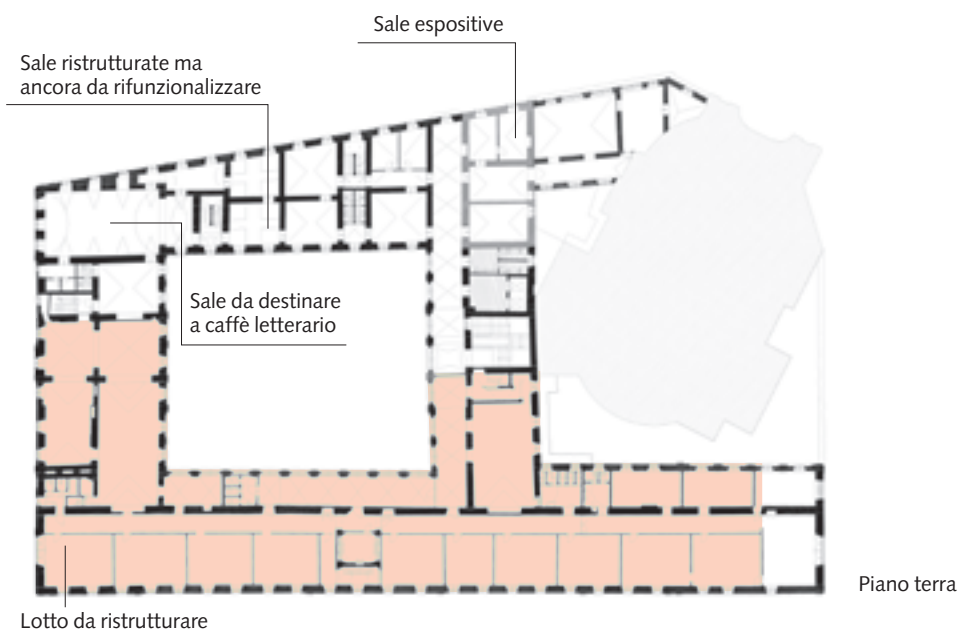 Sale espositive
Sale ristrutturate ma
ancora da rifunzionalizzare
Sale da destinare
a caffè letterario
Piano terra
Lotto da ristrutturare